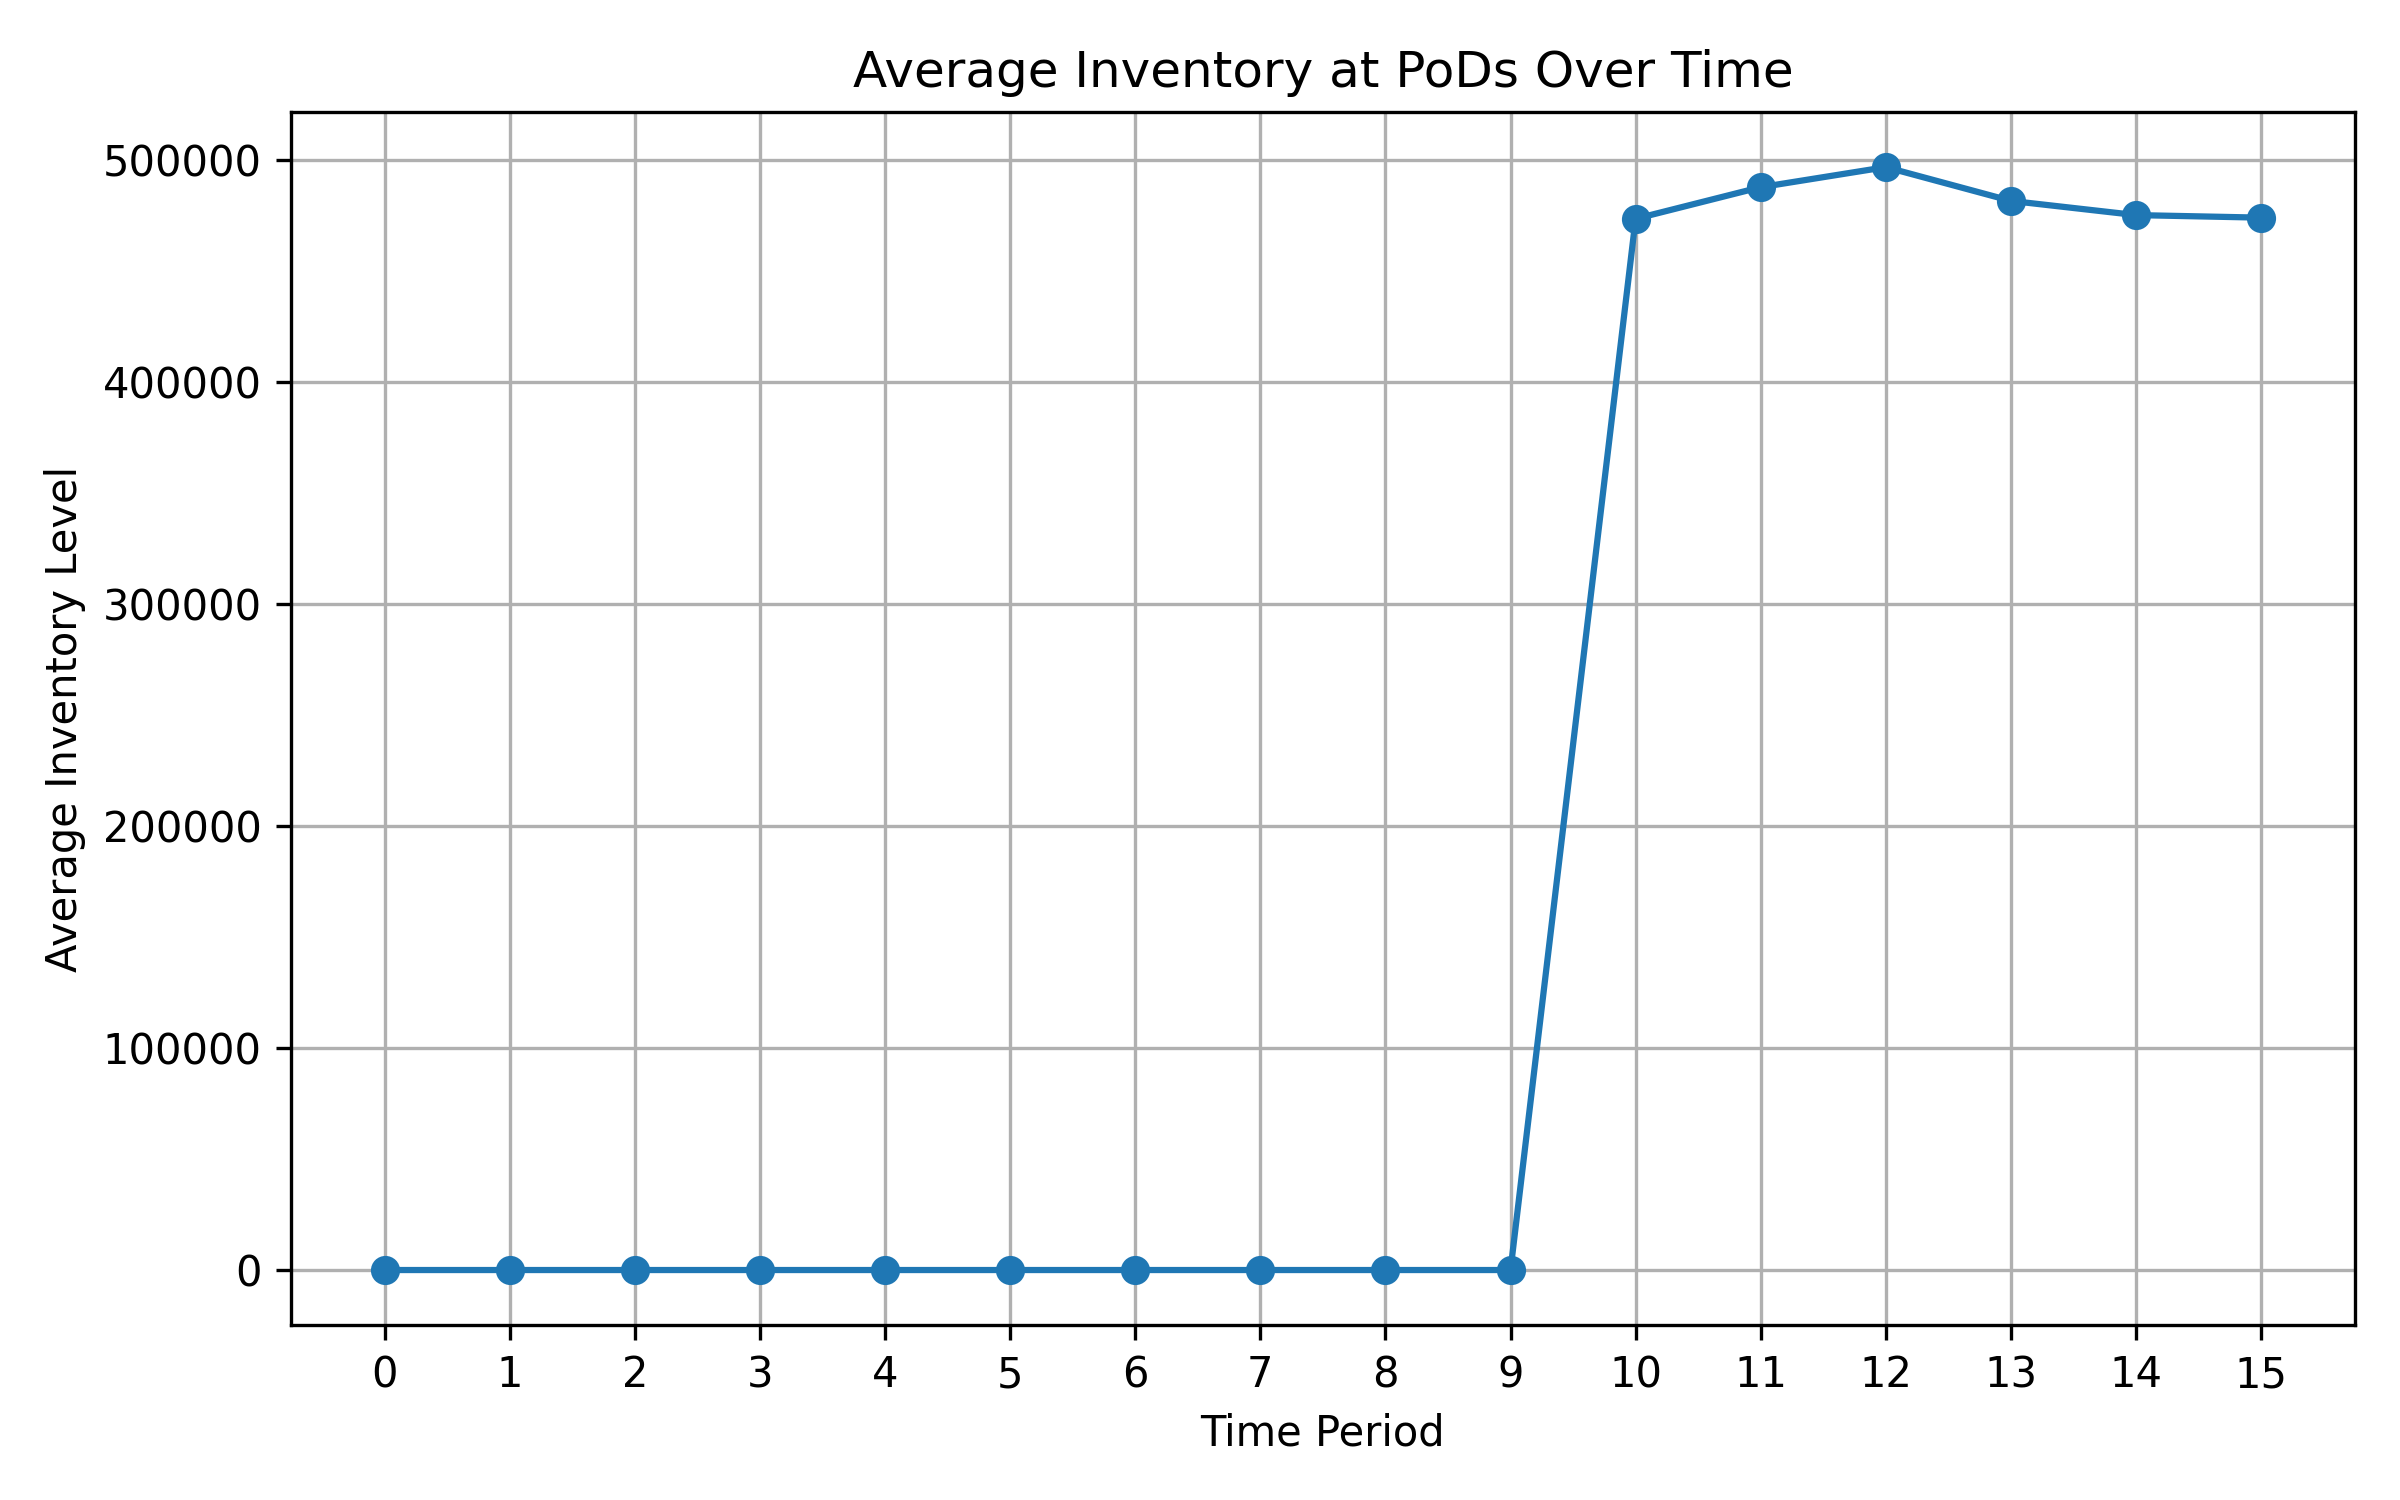 Average Inventory at PoDs Over Time
500000
400000
300000
200000
100000
0
Average Inventory Level
0 1 2 3 4 5 6 7 8 9 10 11 12 13 14 15
Time Period